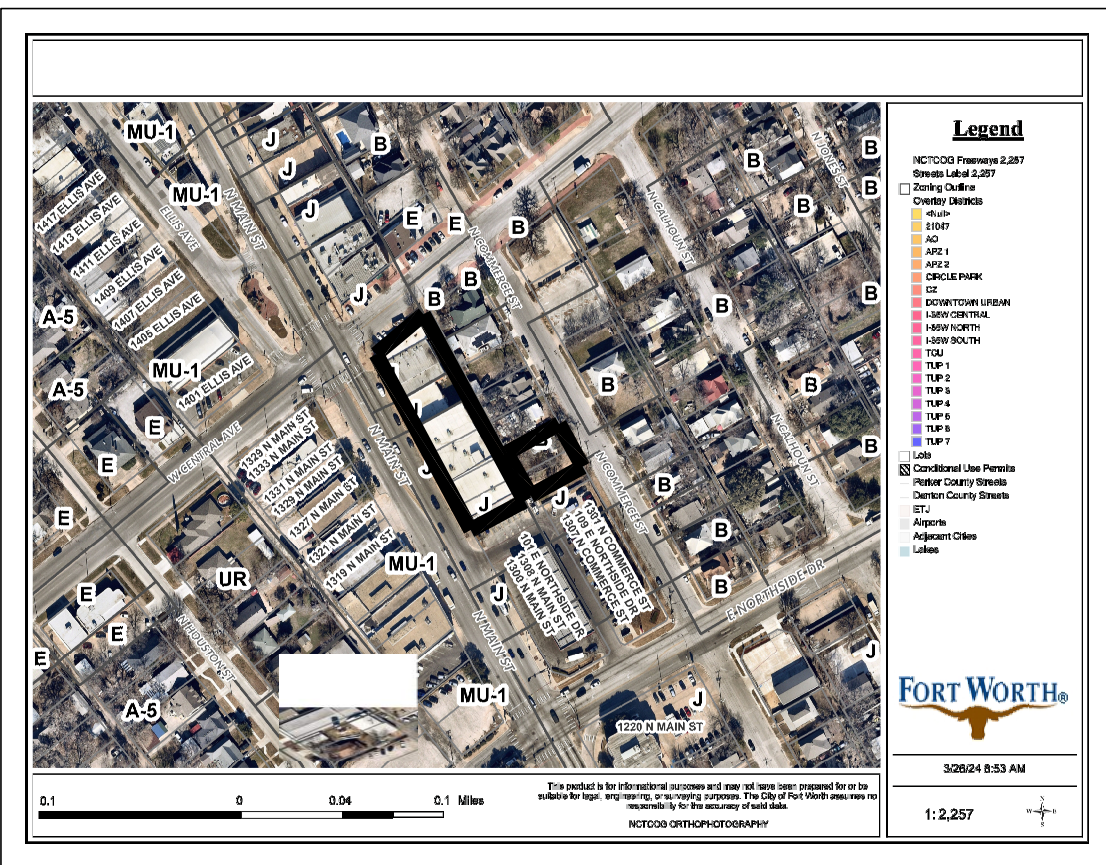 MU-1
J
J
B
B
B
B
N JONES ST
MU-1
N MAIN ST
J
E
E
B
B
N CALHOUN ST
1417 ELLIS AVE
1413 ELLIS AVE
1411 ELLIS AVE
1409 ELLIS AVE
1407 ELLIS AVE
1405 ELLIS AVE
1401 ELLIS AVE
ELLIS AVE
N COMMERCE ST
J
B
B
B
B
A-5
A-5
MU-1
E
E
E
E
E
E
W CENTRAL AVE
N MAIN ST
J
J
J
J
B
B
B
N CALHOUN ST
N COMMERCE ST
B
B
B
1329 N MAIN ST
1333 N MAIN ST
1331 N MAIN ST
1329 N MAIN ST
1327 N MAIN ST
1321 N MAIN ST
1319 N MAIN ST
MU-1
UR
1301 N COMMERCE ST
109 E NORTHSIDE DR
1307 N COMMERCE ST
101 E NORTHSIDE DR
1308 N MAIN ST
1300 N MAIN ST
J
E NORTHSIDE DR
N HOUSTON ST
A-5
N MAIN ST
MU-1
J
J
1220 N MAIN ST
Legend
NCTCOG Freeways 2,257
Streets Label 2,257
Zoning Outline
Overlay Districts
<Null>
21067
AO
APZ 1
APZ 2
CIRCLE PARK
CZ
DOWNTOWN URBAN
I-35W CENTRAL
I-35W NORTH
I-35W SOUTH
TCU
TUP 1
TUP 2
TUP 3
TUP 4
TUP 5
TUP 6
TUP 7
Lots
Conditional Use Permits
Parker County Streets
Denton County Streets
ETJ
Airports
Adjacent Cities
Lakes
FORT WORTH®
3/26/24 8:53 AM
1: 2,257
N
W E
S
0.1 0 0.04 0.1 Miles
This product is for informational purposes and may not have been prepared for or be
suitable for legal, engineering, or surveying purposes. The City of Fort Worth assumes no
responsibility for the accuracy of said data.
NCTCOG ORTHOPHOTOGRAPHY